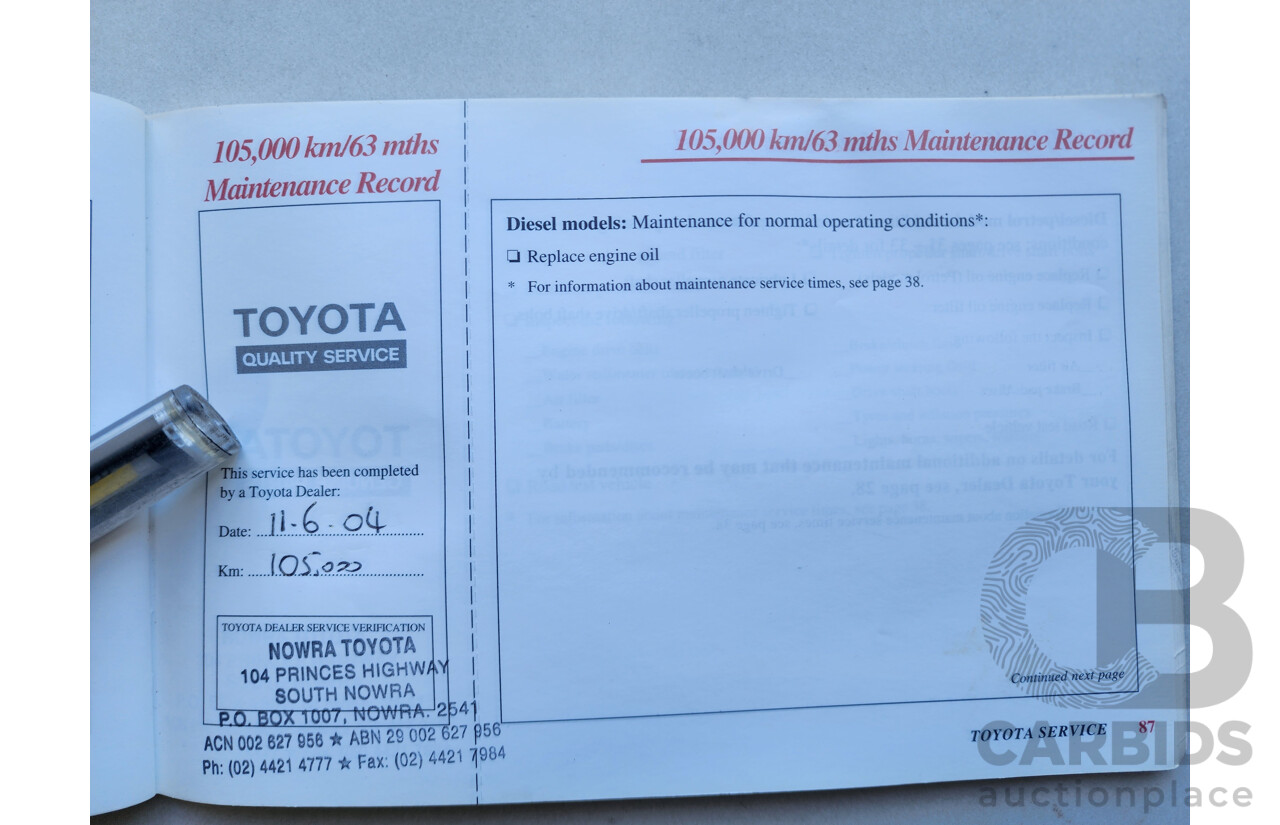 105,000 km/63 mths
Maintenance Record
TOYOTA
QUALITY SERVICE
This service has been completed
by a Toyota Dealer:
Date: 11-6-04
Km: 105,000
TOYOTA DEALER SERVICE VERIFICATION
NOWRA TOYOTA
104 PRINCES HIGHWAY
SOUTH NOWRA
P.O. BOX 1007, NOWRA. 2541
ACN 002 627 956 ★ ABN 29 002 627 956
Ph: (02) 4421 4777 ★ Fax: (02) 4421 7984
105,000 km/63 mths Maintenance Record
Diesel models: Maintenance for normal operating conditions*:
❏ Replace engine oil
* For information about maintenance service times, see page 38.
Continued next page
TOYOTA SERVICE 87
CB
CARBIDS
auctionplace